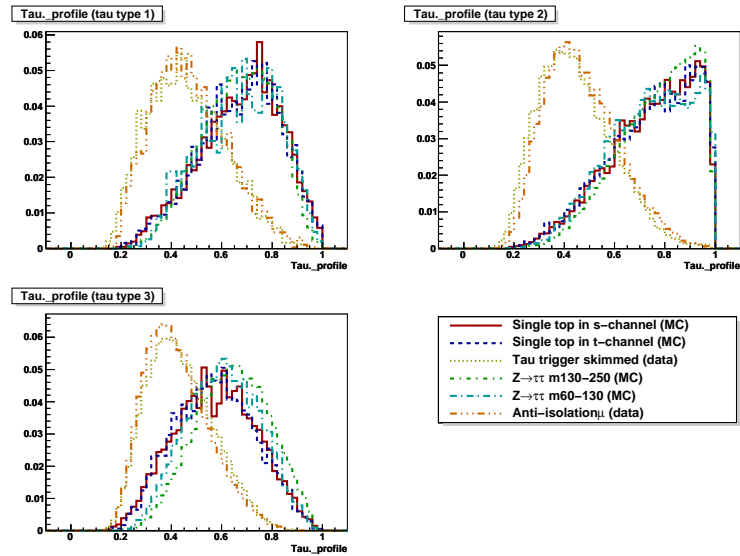 Tau._profile (tau type 1)
0.06
0.05
0.04
0.03
0.02
0.01
0
0 0.2 0.4 0.6 0.8 1
Tau._profile
Tau._profile (tau type 2)
0.05
0.04
0.03
0.02
0.01
0
0 0.2 0.4 0.6 0.8 1
Tau._profile
Tau._profile (tau type 3)
0.06
0.05
0.04
0.03
0.02
0.01
0
0 0.2 0.4 0.6 0.8 1
Tau._profile
Single top in s−channel (MC)
Single top in t−channel (MC)
Tau trigger skimmed (data)
Z→ττ m130−250 (MC)
Z→ττ m60−130 (MC)
Anti−isolationμ (data)